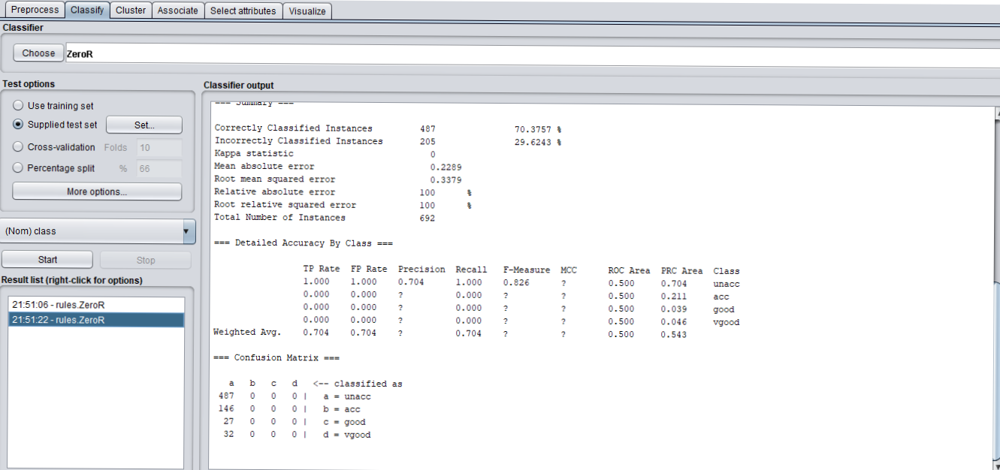 Preprocess Classify Cluster Associate Select attributes Visualize
Classifier
Choose ZeroR
Test options
Use training set
Supplied test set Set...
Cross-validation Folds 10
Percentage split % 66
More options...
(Nom) class
Start Stop
Result list (right-click for options)
21:51:06 - rules.ZeroR
21:51:22 - rules.ZeroR
Classifier output
=== Summary ===
Correctly Classified Instances 487 70.3757 %
Incorrectly Classified Instances 205 29.6243 %
Kappa statistic 0
Mean absolute error 0.2289
Root mean squared error 0.3379
Relative absolute error 100 %
Root relative squared error 100 %
Total Number of Instances 692
=== Detailed Accuracy By Class ===
TP Rate FP Rate Precision Recall F-Measure MCC ROC Area PRC Area Class
1.000 1.000 0.704 1.000 0.826 ? 0.500 0.704 unacc
0.000 0.000 ? 0.000 ? ? 0.500 0.211 acc
0.000 0.000 ? 0.000 ? ? 0.500 0.039 good
0.000 0.000 ? 0.000 ? ? 0.500 0.046 vgood
Weighted Avg. 0.704 0.704 ? 0.704 ? ? 0.500 0.543
=== Confusion Matrix ===
a b c d <-- classified as
487 0 0 0 | a = unacc
146 0 0 0 | b = acc
27 0 0 0 | c = good
32 0 0 0 | d = vgood